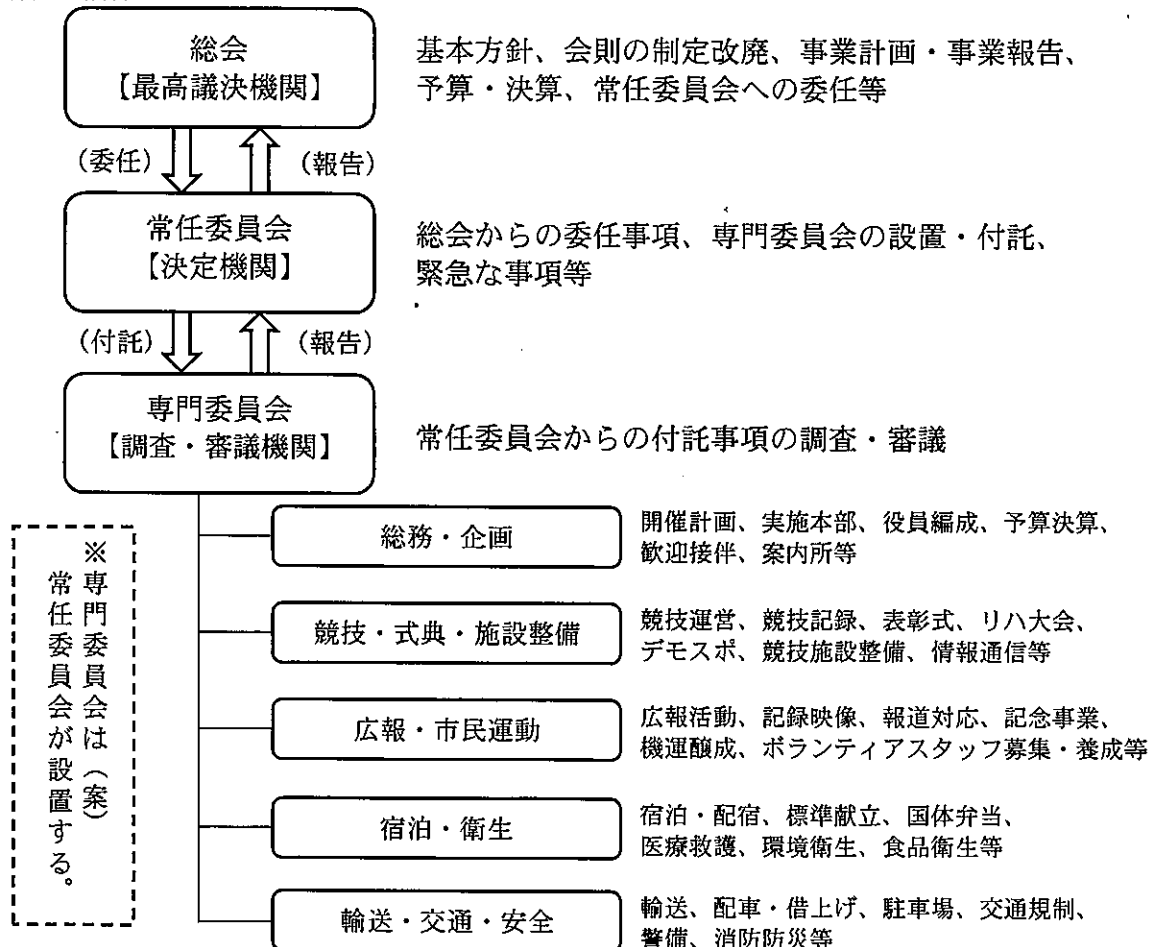 総会
【最高議決機関】
基本方針、会則の制定改廃、事業計画・事業報告、
予算・決算、常任委員会への委任等
(委任)
(報告)
常任委員会
【決定機関】
総会からの委任事項、専門委員会の設置・付託、
緊急な事項等
(付託)
(報告)
専門委員会
【調査・審議機関】
常任委員会からの付託事項の調査・審議
※専門委員会は(案)
常任委員会が設置する。
総務・企画
開催計画、実施本部、役員編成、予算決算、
歓迎接伴、案内所等
競技・式典・施設整備
競技運営、競技記録、表彰式、リハ大会、
デモスポ、競技施設整備、情報通信等
広報・市民運動
広報活動、記録映像、報道対応、記念事業、
機運醸成、ボランティアスタッフ募集・養成等
宿泊・衛生
宿泊・配宿、標準献立、国体弁当、
医療救護、環境衛生、食品衛生等
輸送・交通・安全
輸送、配車・借上げ、駐車場、交通規制、
警備、消防防災等